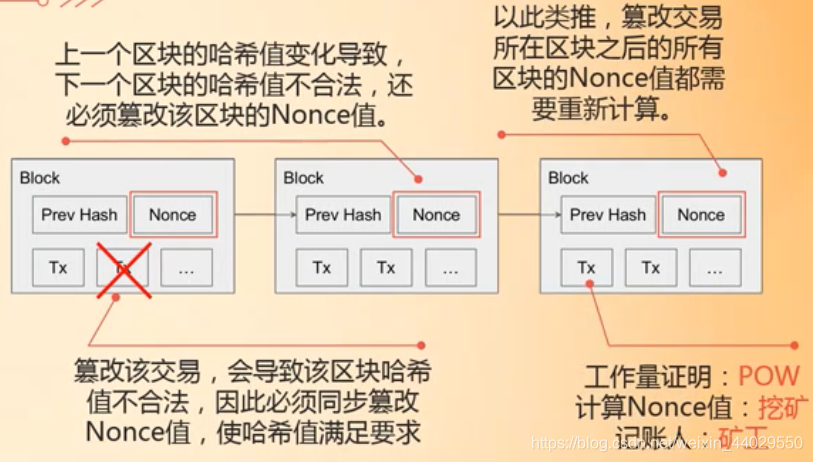 上一个区块的哈希值变化导致，
下一个区块的哈希值不合法，还
必须篡改该区块的Nonce值。
以此类推，篡改交易
所在区块之后的所有
区块的Nonce值都需
要重新计算。
Block
Prev Hash
Nonce
Tx
Tx
...
Block
Prev Hash
Nonce
Tx
Tx
...
Block
Prev Hash
Nonce
Tx
Tx
...
篡改该交易，会导致该区块哈希
值不合法，因此必须同步篡改
Nonce值，使哈希值满足要求
工作量证明：POW
计算Nonce值：挖矿
记账人：矿工
https://blog.csdn.net/weixin_44029550